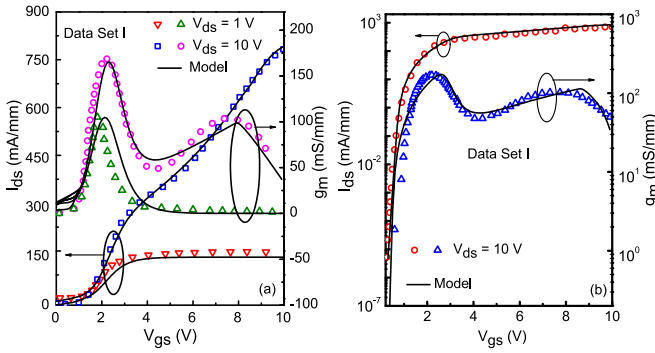 Data Set I
V_ds = 1 V
V_ds = 10 V
Model
I_ds (mA/mm)
900
750
600
450
300
150
0
g_m (mS/mm)
150
100
50
0
-50
-100
0 2 4 6 8 10
V_gs (V)
(a)
Data Set I
V_ds = 10 V
Model
I_ds (mA/mm)
10^3
10^-2
10^-7
g_m (mS/mm)
10^3
10^2
10^1
10^0
2 4 6 8 10
V_gs (V)
(b)